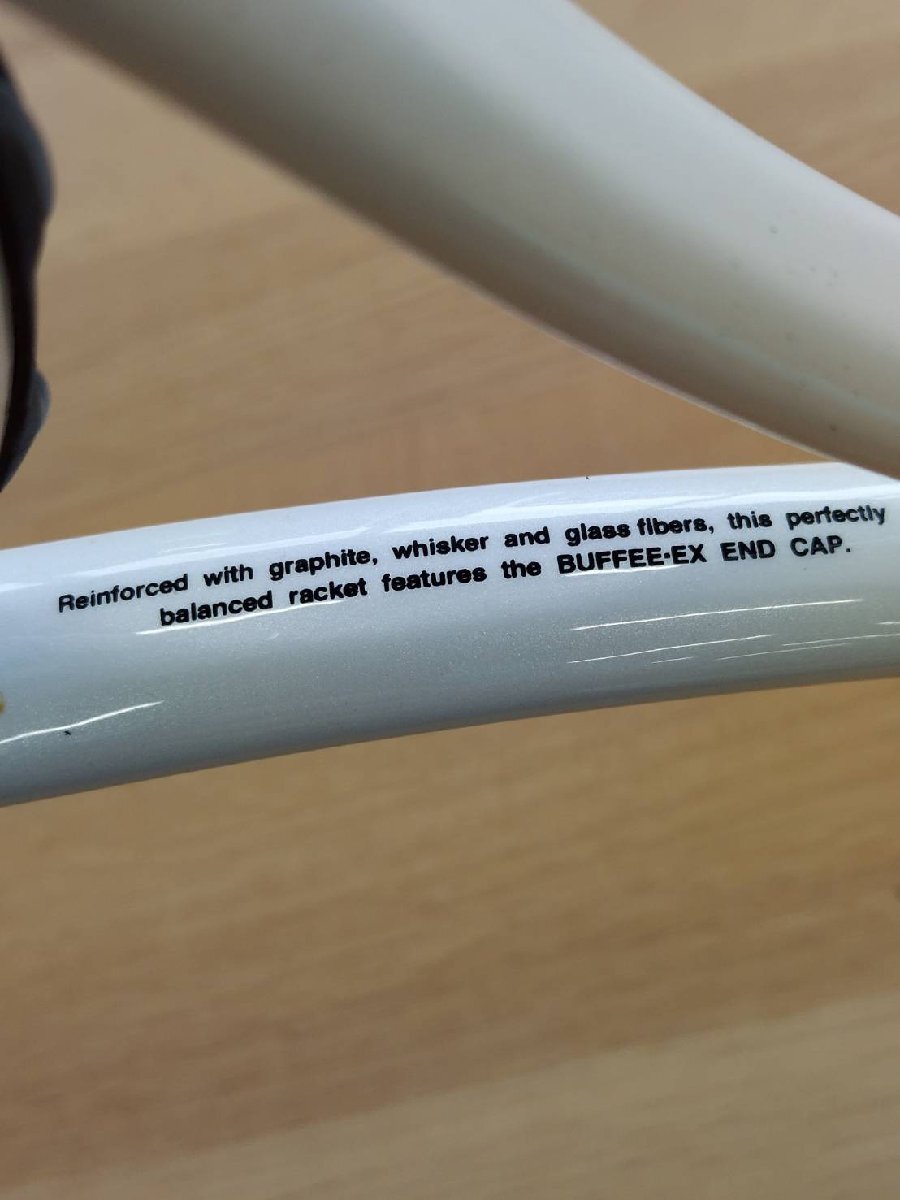 Reinforced with graphite, whisker and glass fibers, this perfectly
balanced racket features the BUFFEE·EX END CAP.